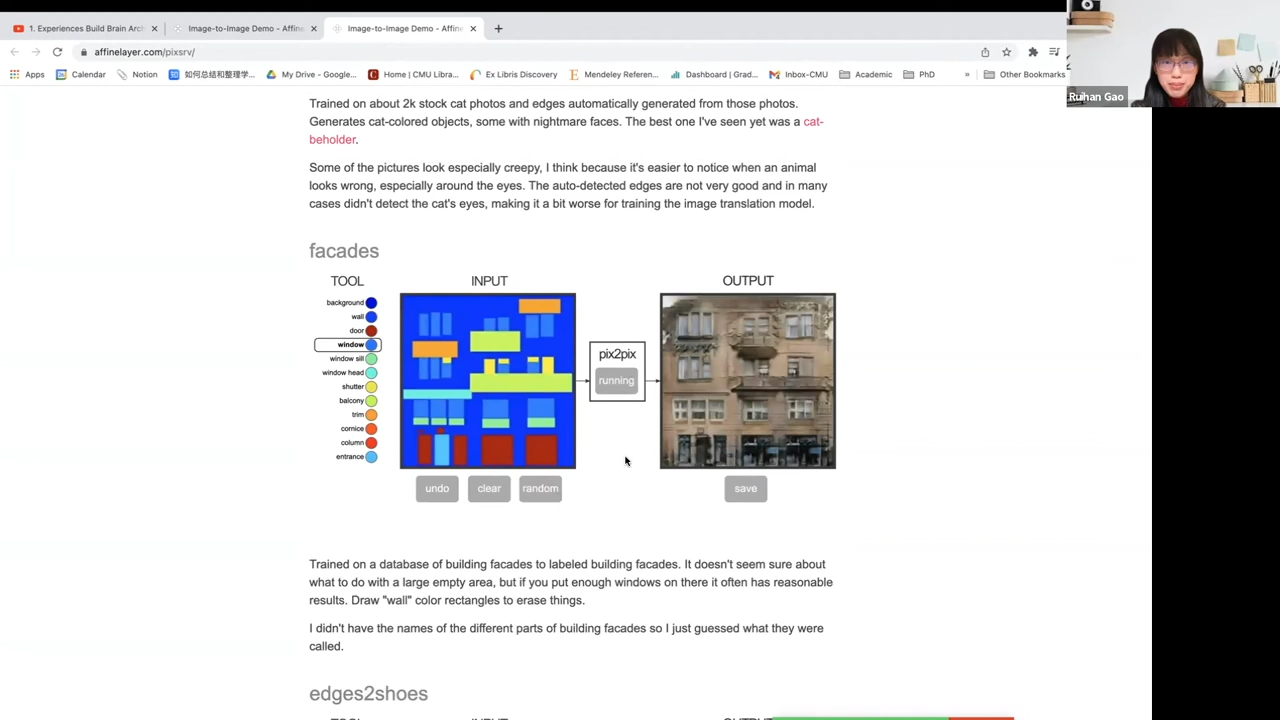 1. Experiences Build Brain Arc
Image-to-Image Demo - Affine
Image-to-Image Demo - Affine
affinelayer.com/pixsrv/
Apps
Calendar
Notion
如何总结和整理学...
My Drive - Google...
Home | CMU Libra...
Ex Libris Discovery
Mendeley Referen...
Dashboard | Grad...
Inbox-CMU
Academic
PhD
»
Other Bookmarks
Ruihan Gao
Trained on about 2k stock cat photos and edges automatically generated from those photos.
Generates cat-colored objects, some with nightmare faces. The best one I've seen yet was a cat-
beholder.
Some of the pictures look especially creepy, I think because it's easier to notice when an animal
looks wrong, especially around the eyes. The auto-detected edges are not very good and in many
cases didn't detect the cat's eyes, making it a bit worse for training the image translation model.
facades
TOOL
INPUT
OUTPUT
background
wall
door
window
window sill
window head
shutter
balcony
trim
cornice
column
entrance
pix2pix
running
undo
clear
random
save
Trained on a database of building facades to labeled building facades. It doesn't seem sure about
what to do with a large empty area, but if you put enough windows on there it often has reasonable
results. Draw "wall" color rectangles to erase things.
I didn't have the names of the different parts of building facades so I just guessed what they were
called.
edges2shoes